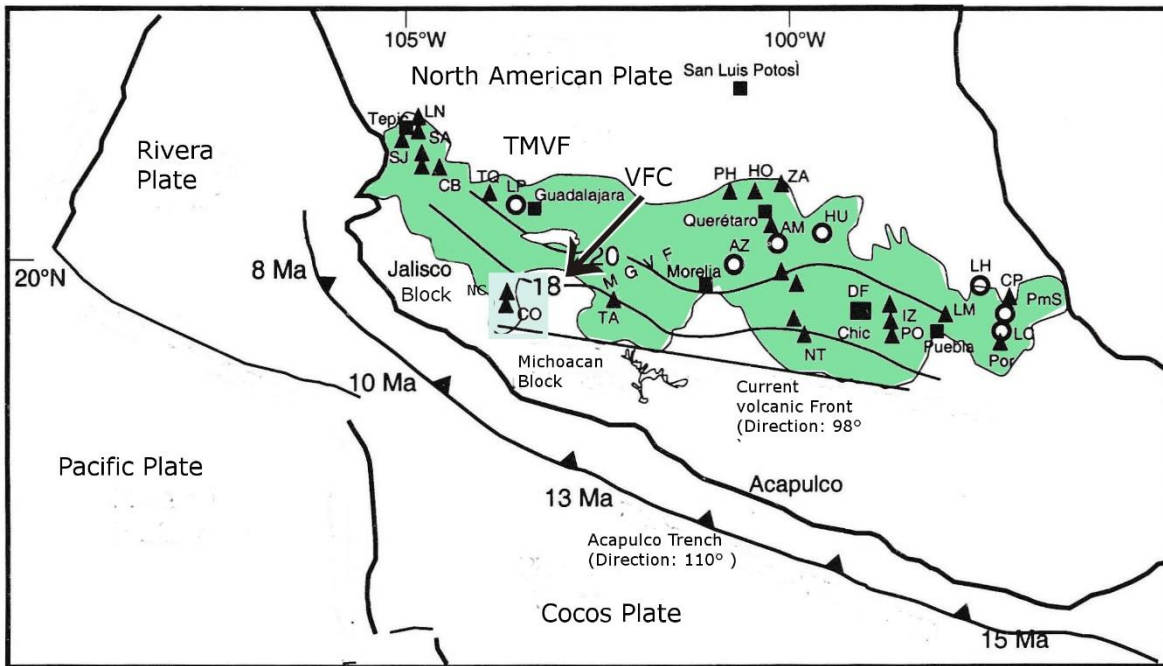 105°W
100°W
North American Plate
San Luis Potosì
LN
Tepic
SA
Rivera
Plate
SJ
TMVF
CB
TQ
LP
VFC
Guadalajara
PH
HO
ZA
Querétaro
AM
HU
AZ
20°N
8 Ma
Jalisco
Block
20
M G V F
Morelia
NC
18
CO
TA
DF
LH
CP
PmS
IZ
LM
Chic
PO
Puebla
LC
Por
NT
Michoacan
Block
10 Ma
Current
volcanic Front
(Direction: 98°
Pacific Plate
Acapulco
13 Ma
Acapulco Trench
(Direction: 110° )
Cocos Plate
15 Ma